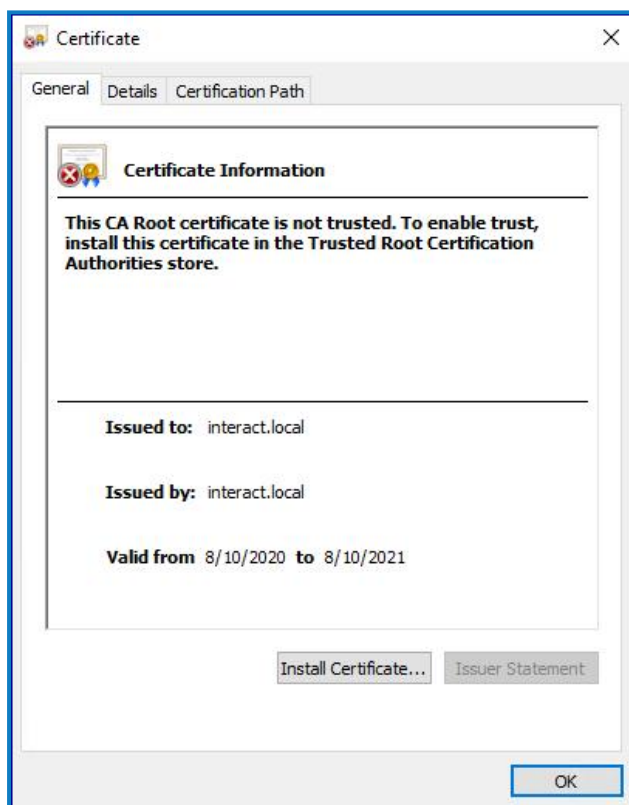 Certificate
General Details Certification Path
Certificate Information
This CA Root certificate is not trusted. To enable trust,
install this certificate in the Trusted Root Certification
Authorities store.
Issued to: interact.local
Issued by: interact.local
Valid from 8/10/2020 to 8/10/2021
Install Certificate... Issuer Statement
OK